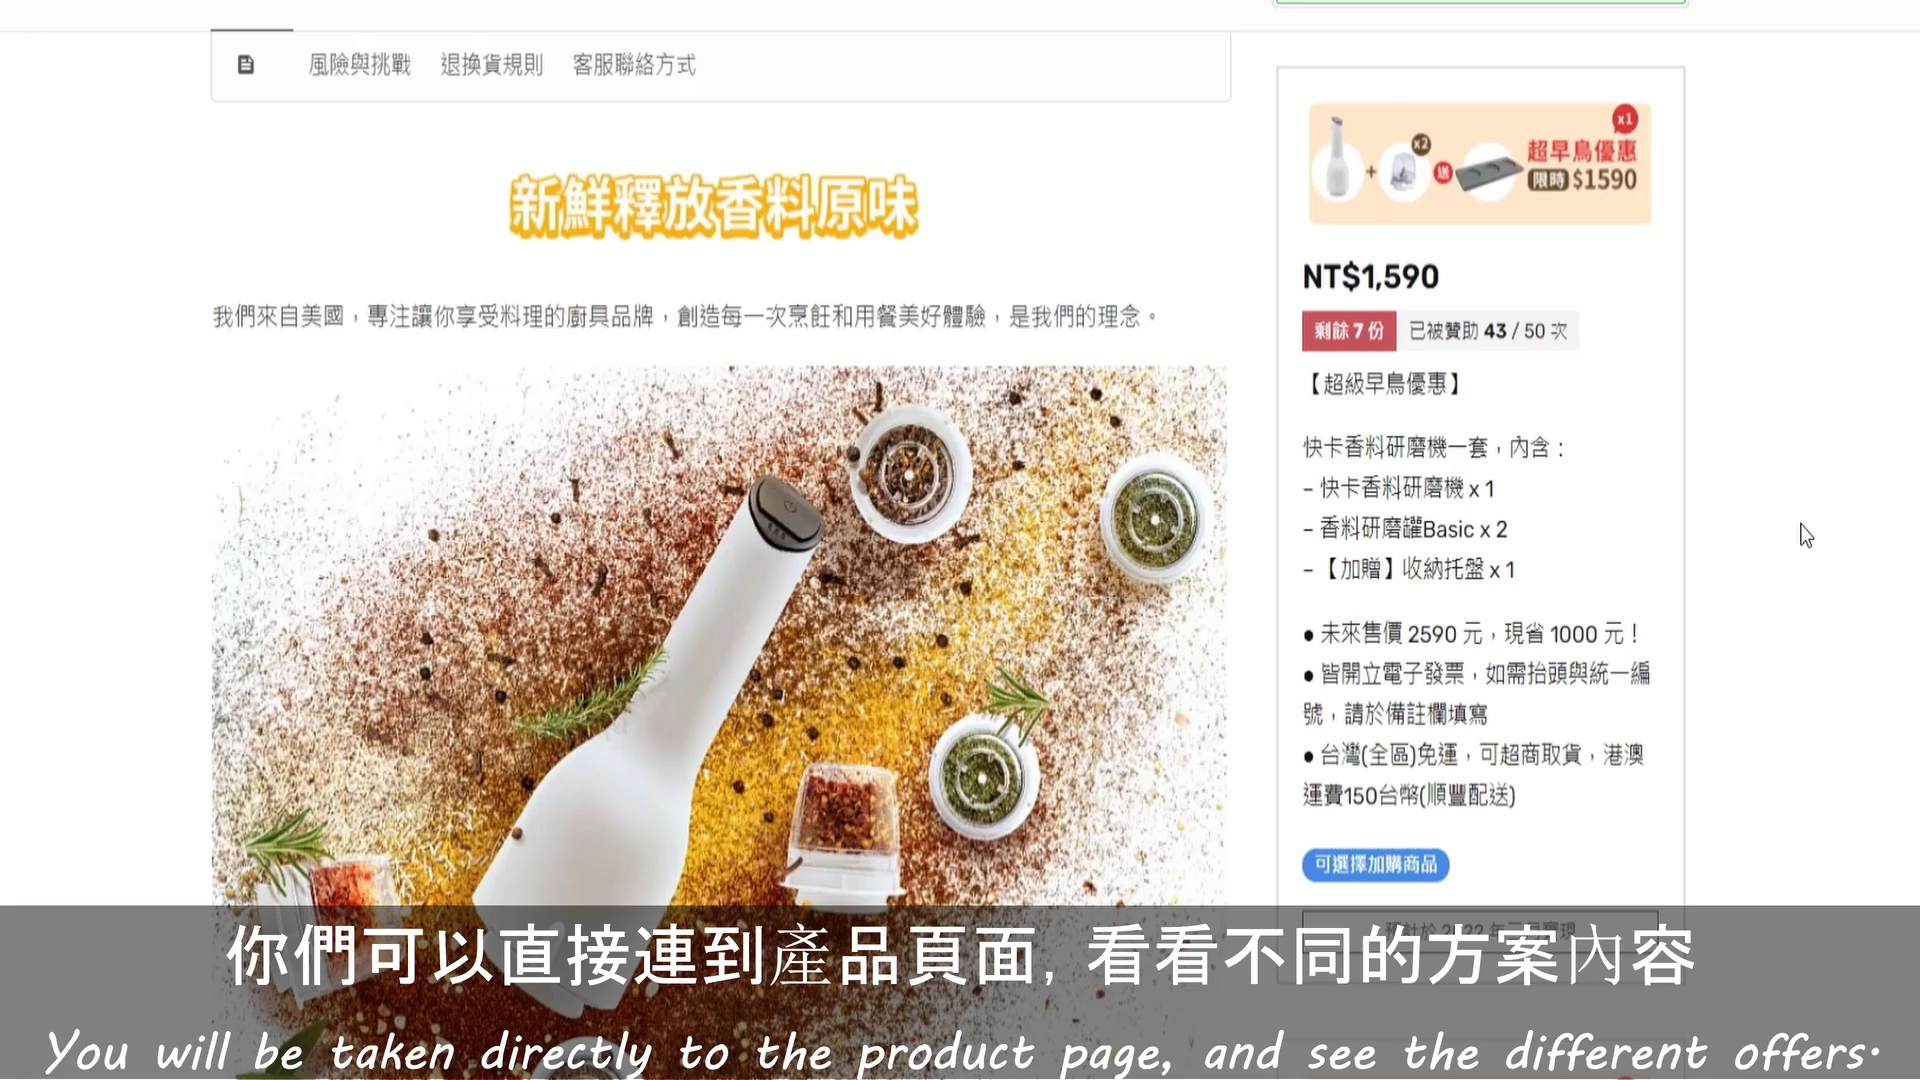 風險與挑戰 退換貨規則 客服聯絡方式
新鮮釋放香料原味
我們來自美國，專注讓你享受料理的廚具品牌，創造每一次烹飪和用餐美好體驗，是我們的理念。
x1
x2
+
送
超早鳥優惠
限時 $1590
NT$1,590
剩餘 7 份 已被贊助 43 / 50 次
【超級早鳥優惠】
快卡香料研磨機一套，內含：
– 快卡香料研磨機 x 1
– 香料研磨罐Basic x 2
– 【加贈】收納托盤 x 1
● 未來售價 2590 元，現省 1000 元！
● 皆開立電子發票，如需抬頭與統一編
號，請於備註欄填寫
● 台灣(全區)免運，可超商取貨，港澳
運費150台幣(順豐配送)
可選擇加購商品
你們可以直接連到產品頁面, 看看不同的方案內容
You will be taken directly to the product page, and see the different offers.